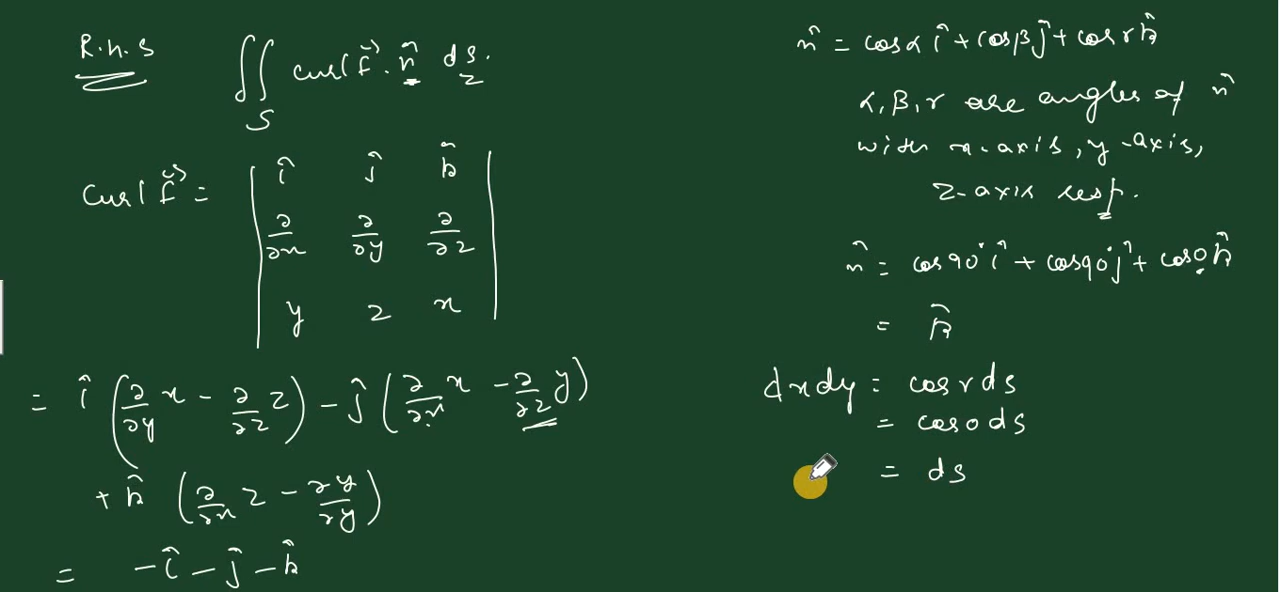 R.h.s ∬_S curl f⃗ · n̂ ds.
curl f⃗ = | î ĵ k̂ |
| ∂/∂x ∂/∂y ∂/∂z |
| y z x |
= î (∂/∂y x - ∂/∂z z) - ĵ (∂/∂x x - ∂/∂z y)
+ k̂ (∂/∂x z - ∂y/∂y)
= -î - ĵ - k̂
n̂ = cosα î + cosβ ĵ + cosγ k̂
α, β, γ are angles of n̂
with x-axis, y-axis,
z-axis resp.
n̂ = cos90° î + cos90° ĵ + cos0 k̂
= k̂
dxdy = cosγ ds
= cos0 ds
= ds